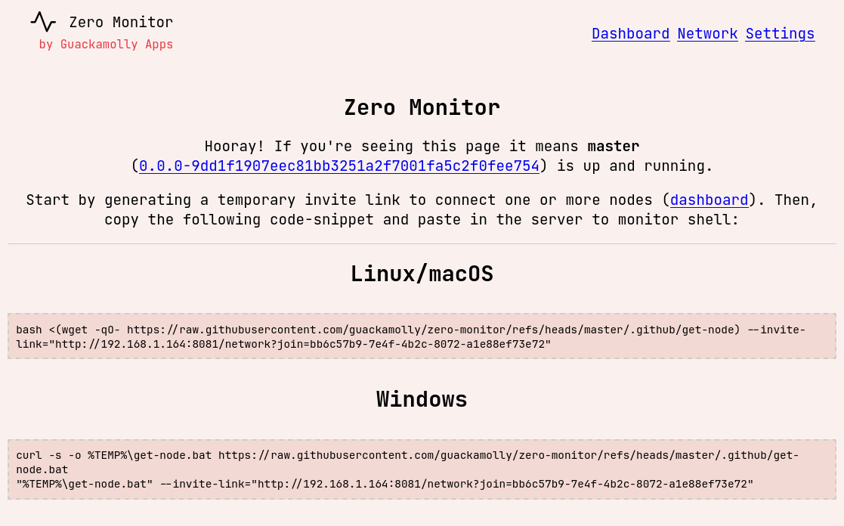 Zero Monitor
by Guackamolly Apps
Dashboard Network Settings
Zero Monitor
Hooray! If you're seeing this page it means master
(0.0.0-9dd1f1907eec81bb3251a2f7001fa5c2f0fee754) is up and running.
Start by generating a temporary invite link to connect one or more nodes (dashboard). Then,
copy the following code-snippet and paste in the server to monitor shell:
Linux/macOS
bash <(wget -qO- https://raw.githubusercontent.com/guackamolly/zero-monitor/refs/heads/master/.github/get-node) --invite-
link="http://192.168.1.164:8081/network?join=bb6c57b9-7e4f-4b2c-8072-a1e88ef73e72"
Windows
curl -s -o %TEMP%\get-node.bat https://raw.githubusercontent.com/guackamolly/zero-monitor/refs/heads/master/.github/get-
node.bat
"%TEMP%\get-node.bat" --invite-link="http://192.168.1.164:8081/network?join=bb6c57b9-7e4f-4b2c-8072-a1e88ef73e72"